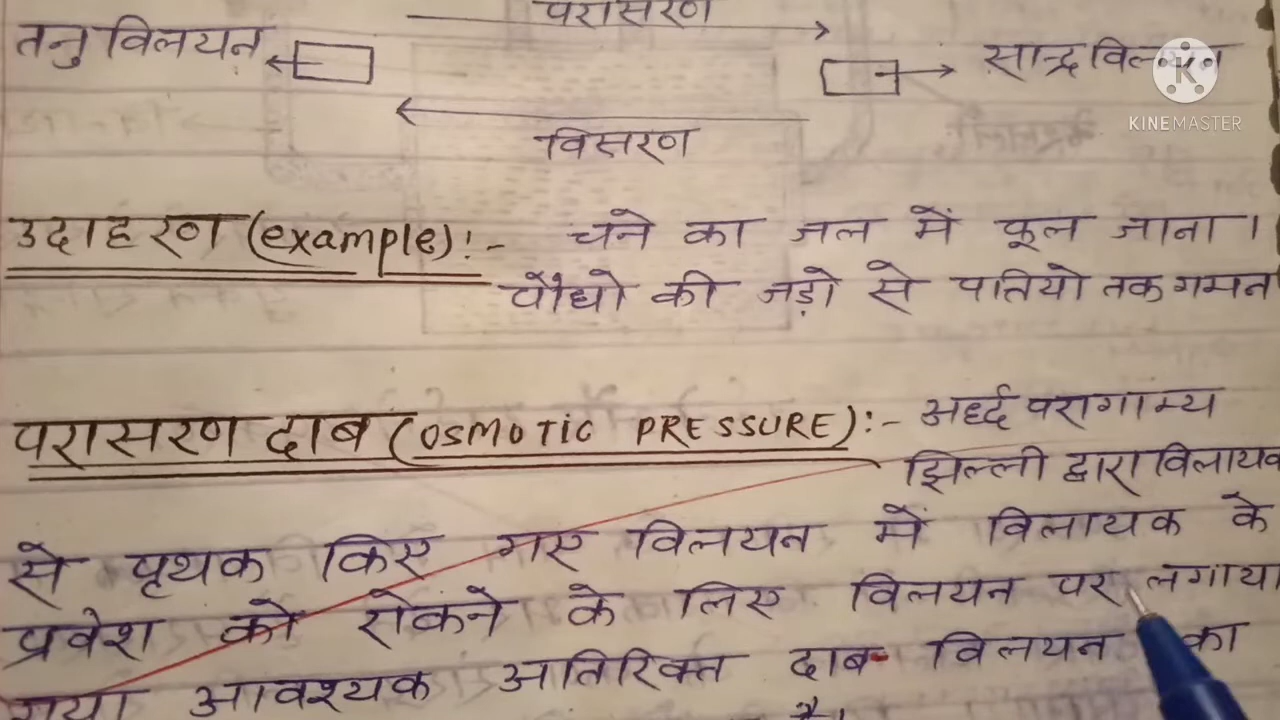 परासरण
तनु विलयन
सान्द्र विलयन
विसरण
उदाहरण (example):- चने का जल में फूल जाना।
पौधो की जड़ो से पतियो तक गमन
परासरण दाब (OSMOTIC PRESSURE):- अर्ध्द परागाम्य
झिल्ली द्वारा विलायक
से पृथक किए गए विलयन में विलायक के
प्रवेश को रोकने के लिए विलयन पर लगाया
गया आवश्यक अतिरिक्त दाब विलयन का
है।
KINEMASTER